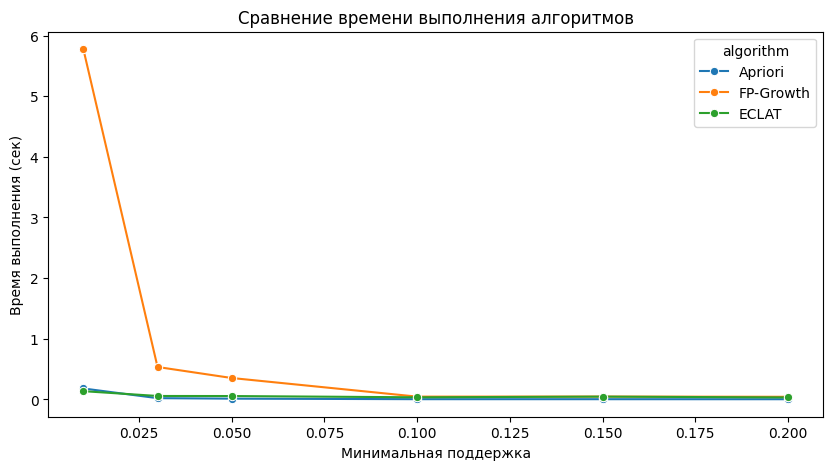 Сравнение времени выполнения алгоритмов
algorithm
Apriori
FP-Growth
ECLAT
Время выполнения (сек)
6
5
4
3
2
1
0
0.025
0.050
0.075
0.100
0.125
0.150
0.175
0.200
Минимальная поддержка